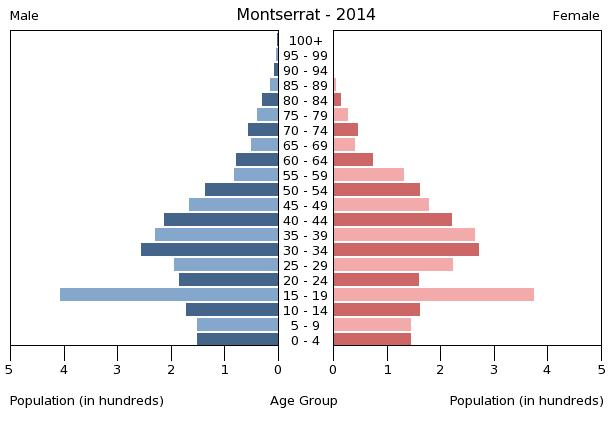 Montserrat - 2014
Male
Female
100+
95 - 99
90 - 94
85 - 89
80 - 84
75 - 79
70 - 74
65 - 69
60 - 64
55 - 59
50 - 54
45 - 49
40 - 44
35 - 39
30 - 34
25 - 29
20 - 24
15 - 19
10 - 14
5 - 9
0 - 4
5 4 3 2 1 0 0 1 2 3 4 5
Population (in hundreds) Age Group Population (in hundreds)